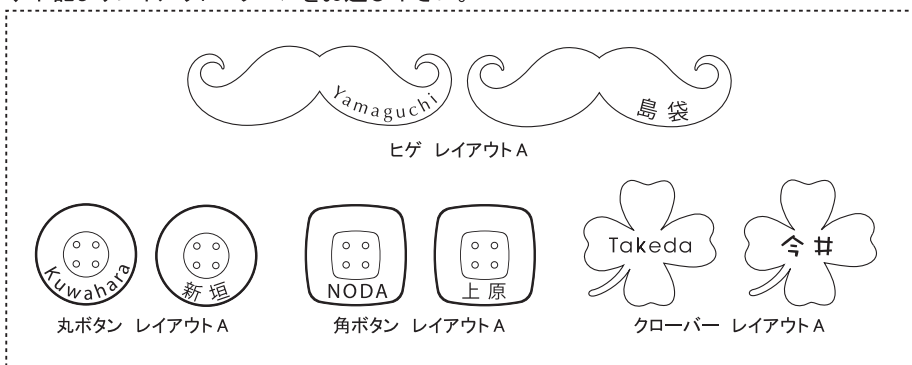 Yamaguchi
島袋
ヒゲ レイアウトA
Kuwahara
新垣
NODA
上原
Takeda
今井
丸ボタン レイアウトA
角ボタン レイアウトA
クローバー レイアウトA